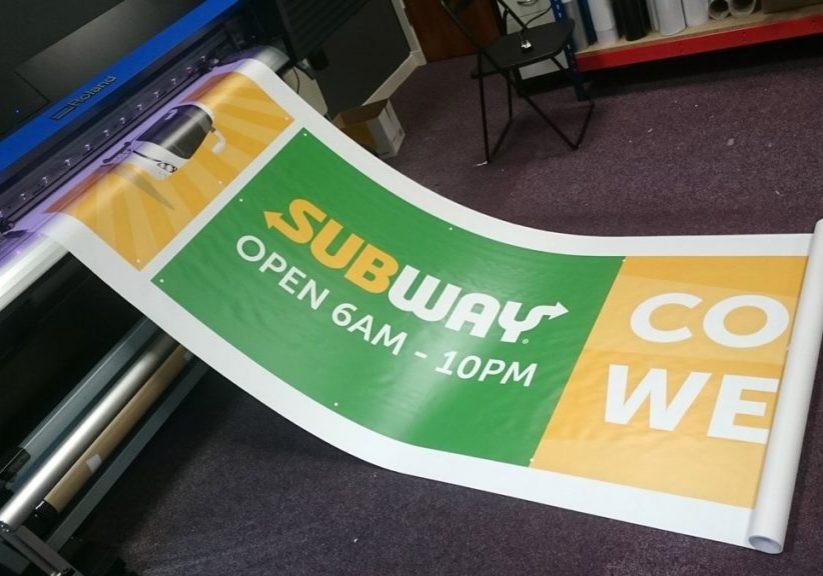 Roland
SUBWAY
OPEN 6AM - 10PM
CO
WE